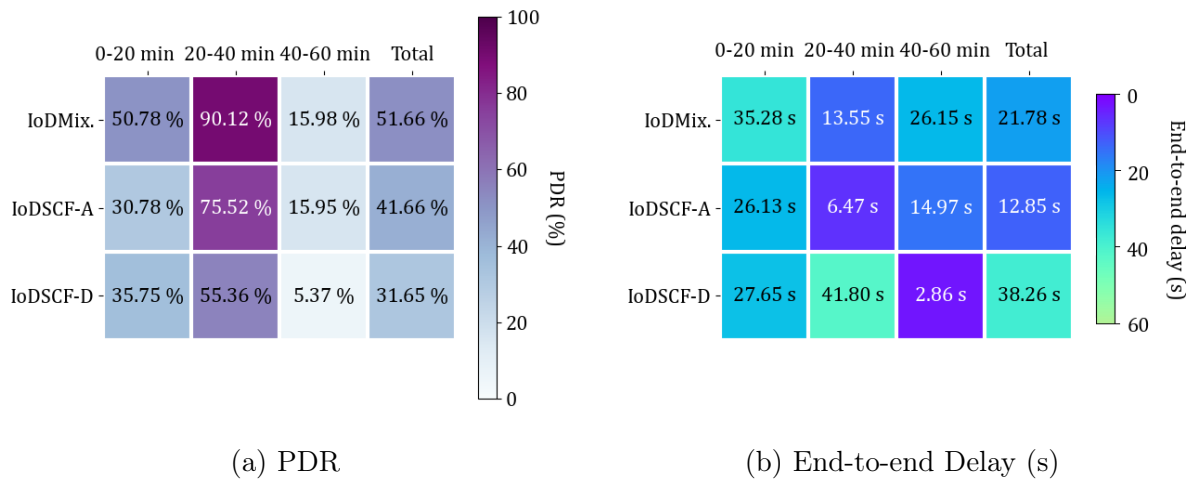 0-20 min 20-40 min 40-60 min Total
IoDMix. 50.78 % 90.12 % 15.98 % 51.66 %
IoDSCF-A 30.78 % 75.52 % 15.95 % 41.66 %
IoDSCF-D 35.75 % 55.36 % 5.37 % 31.65 %
100
80
60
40
20
0
PDR (%)
(a) PDR
0-20 min 20-40 min 40-60 min Total
IoDMix. 35.28 s 13.55 s 26.15 s 21.78 s
IoDSCF-A 26.13 s 6.47 s 14.97 s 12.85 s
IoDSCF-D 27.65 s 41.80 s 2.86 s 38.26 s
0
20
40
60
End-to-end delay (s)
(b) End-to-end Delay (s)